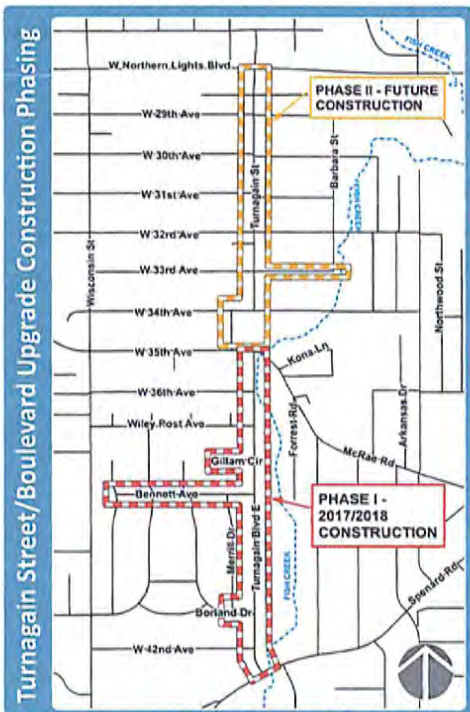 Turnagain Street/Boulevard Upgrade Construction Phasing
FISH CREEK
W Northern Lights Blvd
PHASE II - FUTURE
CONSTRUCTION
W 29th Ave
W 30th Ave
Turnagain St
Barbara St
W 31st Ave
FISH CREEK
W 32nd Ave
Wisconsin St
W 33rd Ave
Northwood St
W 34th Ave
W 35th Ave
Kona Ln
W 36th Ave
Forrest Rd
Arkansas Dr
Wiley Post Ave
McRae Rd
Gillam Cir
Bennett Ave
PHASE I -
2017/2018
CONSTRUCTION
Merrill Dr
Turnagain Blvd E
FISH CREEK
Spenard Rd
Borland Dr
W 42nd Ave